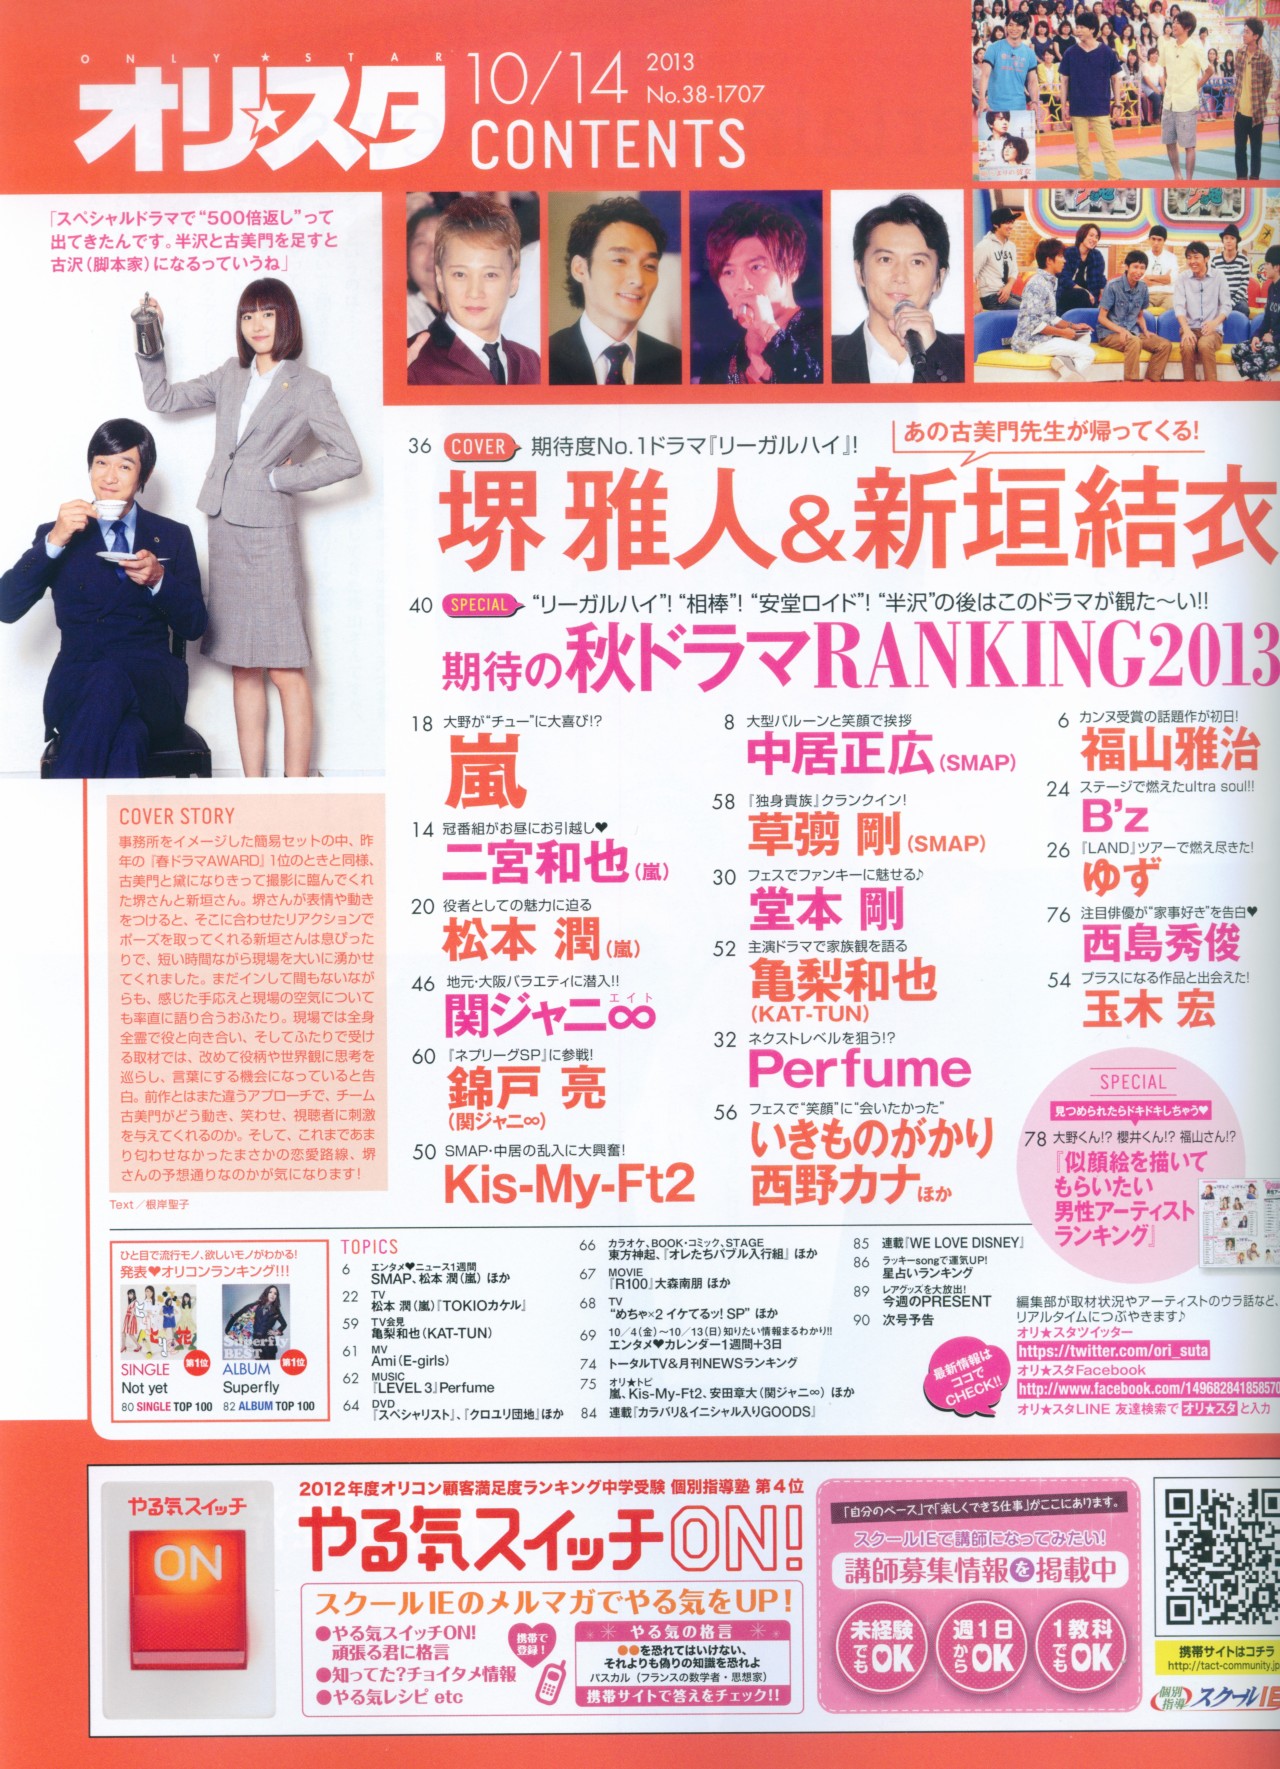 ONLY★STAR
オリ★スタ
10/14
2013
No.38-1707
CONTENTS
「スペシャルドラマで“500倍返し”って
出てきたんです。半沢と古美門を足すと
古沢(脚本家)になるっていうね」
36 COVER 期待度No.1ドラマ『リーガルハイ』!
あの古美門先生が帰ってくる!
堺 雅人&新垣結衣
40 SPECIAL “リーガルハイ”! “相棒”! “安堂ロイド”! “半沢”の後はこのドラマが観た〜い!!
期待の秋ドラマRANKING2013
18 大野が“チュー”に大喜び!?
嵐
14 冠番組がお昼にお引越し♥
二宮和也(嵐)
20 役者としての魅力に迫る
松本 潤(嵐)
46 地元・大阪バラエティに潜入!!
関ジャニ∞
エイト
60 『ネプリーグSP』に参戦!
錦戸 亮
(関ジャニ∞)
50 SMAP・中居の乱入に大興奮!
Kis-My-Ft2
8 大型バルーンと笑顔で挨拶
中居正広(SMAP)
58 『独身貴族』クランクイン!
草彅 剛(SMAP)
30 フェスでファンキーに魅せる♪
堂本 剛
52 主演ドラマで家族観を語る
亀梨和也
(KAT-TUN)
32 ネクストレベルを狙う!?
Perfume
56 フェスで“笑顔”に“会いたかった”
いきものがかり
西野カナほか
6 カンヌ受賞の話題作が初日!
福山雅治
24 ステージで燃えたultra soul!!
B'z
26 『LAND』ツアーで燃え尽きた!
ゆず
76 注目俳優が“家事好き”を告白♥
西島秀俊
54 プラスになる作品と出会えた!
玉木 宏
SPECIAL
見つめられたらドキドキしちゃう♥
78 大野くん!? 櫻井くん!? 福山さん!?
『似顔絵を描いて
もらいたい
男性アーティスト
ランキング』
COVER STORY
事務所をイメージした簡易セットの中、昨
年の『春ドラマAWARD』1位のときと同様、
古美門と黛になりきって撮影に臨んでくれ
た堺さんと新垣さん。堺さんが表情や動き
をつけると、そこに合わせたリアクションで
ポーズを取ってくれる新垣さんは息ぴった
りで、短い時間ながら現場を大いに湧かせ
てくれました。まだインして間もないなが
らも、感じた手応えと現場の空気について
も率直に語り合うおふたり。現場では全身
全霊で役と向き合い、そしてふたりで受け
る取材では、改めて役柄や世界観に思考を
巡らし、言葉にする機会になっていると告
白。前作とはまた違うアプローチで、チーム
古美門がどう動き、笑わせ、視聴者に刺激
を与えてくれるのか。そして、これまであま
り匂わせなかったまさかの恋愛路線、堺
さんの予想通りなのかが気になります!
Text/根岸聖子
ひと目で流行モノ、欲しいモノがわかる!
発表♥オリコンランキング!!!
SINGLE 第1位
Not yet
80 SINGLE TOP 100
Superfly
BEST
ALBUM 第1位
Superfly
82 ALBUM TOP 100
TOPICS
6 エンタメ♥ニュース1週間
SMAP、松本 潤(嵐) ほか
22 TV
松本 潤(嵐)『TOKIOカケル』
59 TV会見
亀梨和也(KAT-TUN)
61 MV
Ami(E-girls)
62 MUSIC
『LEVEL 3』Perfume
64 DVD
『スペシャリスト』、『クロユリ団地』ほか
66 カラオケ、BOOK・コミック、STAGE
東方神起、『オレたちバブル入行組』 ほか
67 MOVIE
『R100』大森南朋 ほか
68 TV
“めちゃ×2 イケてるッ! SP” ほか
69 10/4(金)〜10/13(日)知りたい情報まるわかり!!
エンタメ♥カレンダー1週間+3日
74 トータルTV&月刊NEWSランキング
75 オリ★トピ
嵐、Kis-My-Ft2、安田章大(関ジャニ∞) ほか
84 連載『カラバリ&イニシャル入りGOODS』
85 連載『WE LOVE DISNEY』
86 ラッキーsongで運気UP!
星占いランキング
89 レアグッズを大放出!
今週のPRESENT
90 次号予告
最新情報は
ココで
CHECK!!
編集部が取材状況やアーティストのウラ話など、
リアルタイムにつぶやきます♪
オリ★スタツイッター
https://twitter.com/ori_suta
オリ★スタFacebook
http://www.facebook.com/149682841858570
オリ★スタLINE 友達検索で オリ★スタ と入力
やる気スイッチ
ON
2012年度オリコン顧客満足度ランキング中学受験 個別指導塾 第4位
やる気スイッチON!
スクールIEのメルマガでやる気をUP!
●やる気スイッチON!
頑張る君に格言
●知ってた?チョイタメ情報
●やる気レシピ etc
携帯で
登録!
やる気の格言
●●を恐れてはいけない、
それよりも偽りの知識を恐れよ
パスカル(フランスの数学者・思想家)
携帯サイトで答えをチェック!!
「自分のペース」で「楽しくできる仕事」がここにあります。
スクールIEで講師になってみたい!
講師募集情報を掲載中
未経験
でもOK
週1日
からOK
1教科
でもOK
携帯サイトはコチラ
http://tact-community.jp
個別
指導
スクールIE